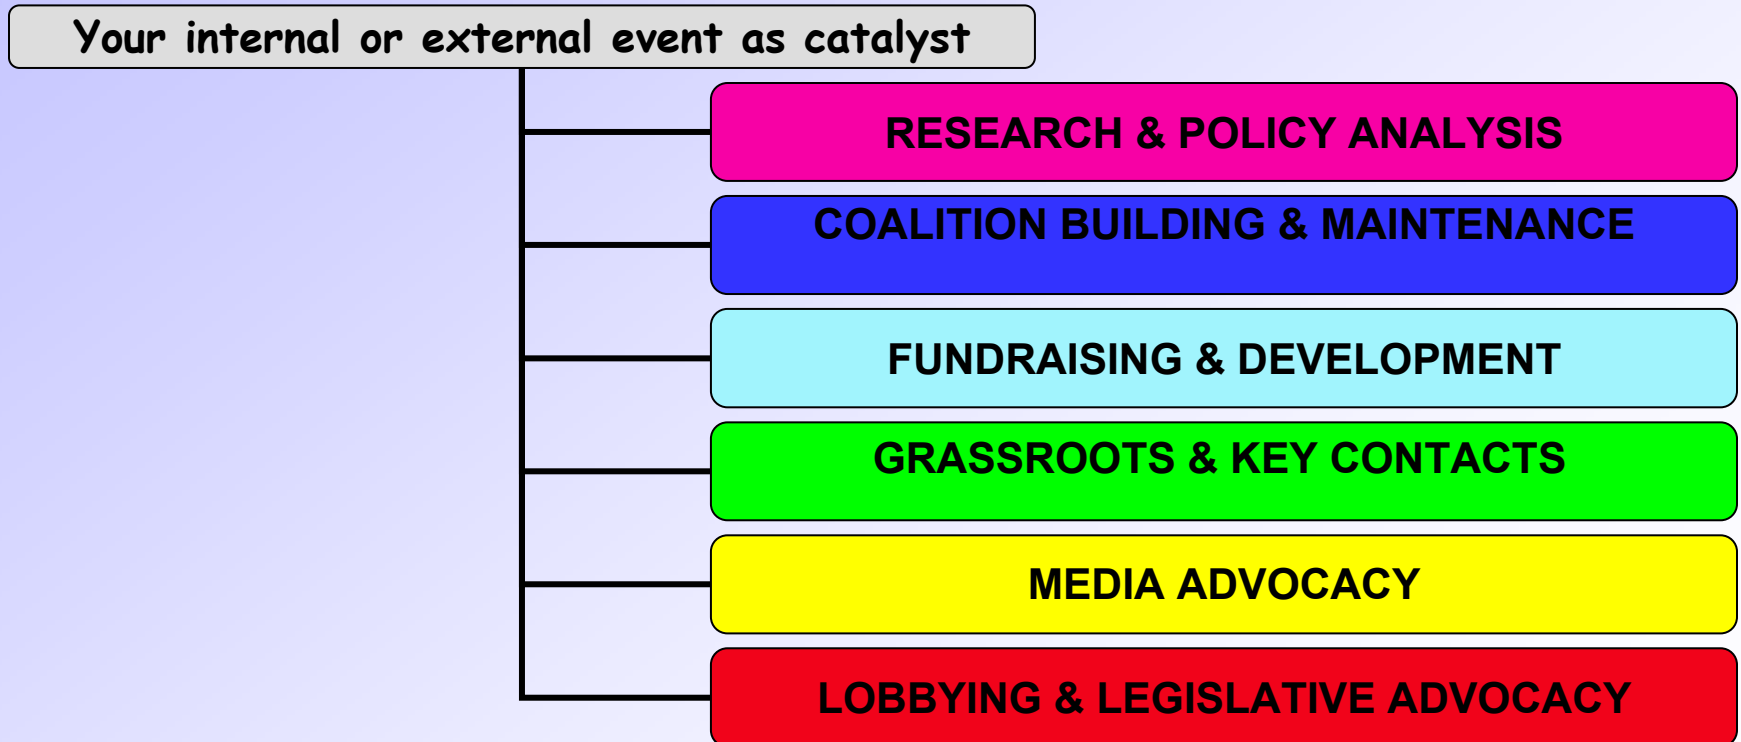 Your internal or external event as catalyst
RESEARCH & POLICY ANALYSIS
COALITION BUILDING & MAINTENANCE
FUNDRAISING & DEVELOPMENT
GRASSROOTS & KEY CONTACTS
MEDIA ADVOCACY
LOBBYING & LEGISLATIVE ADVOCACY